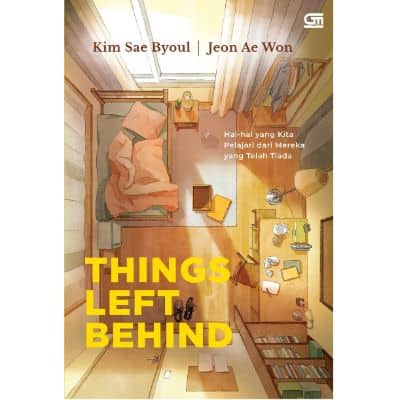 GM
Kim Sae Byoul | Jeon Ae Won
Hal-hal yang Kita
Pelajari dari Mereka
yang Telah Tiada
THINGS
LEFT
BEHIND